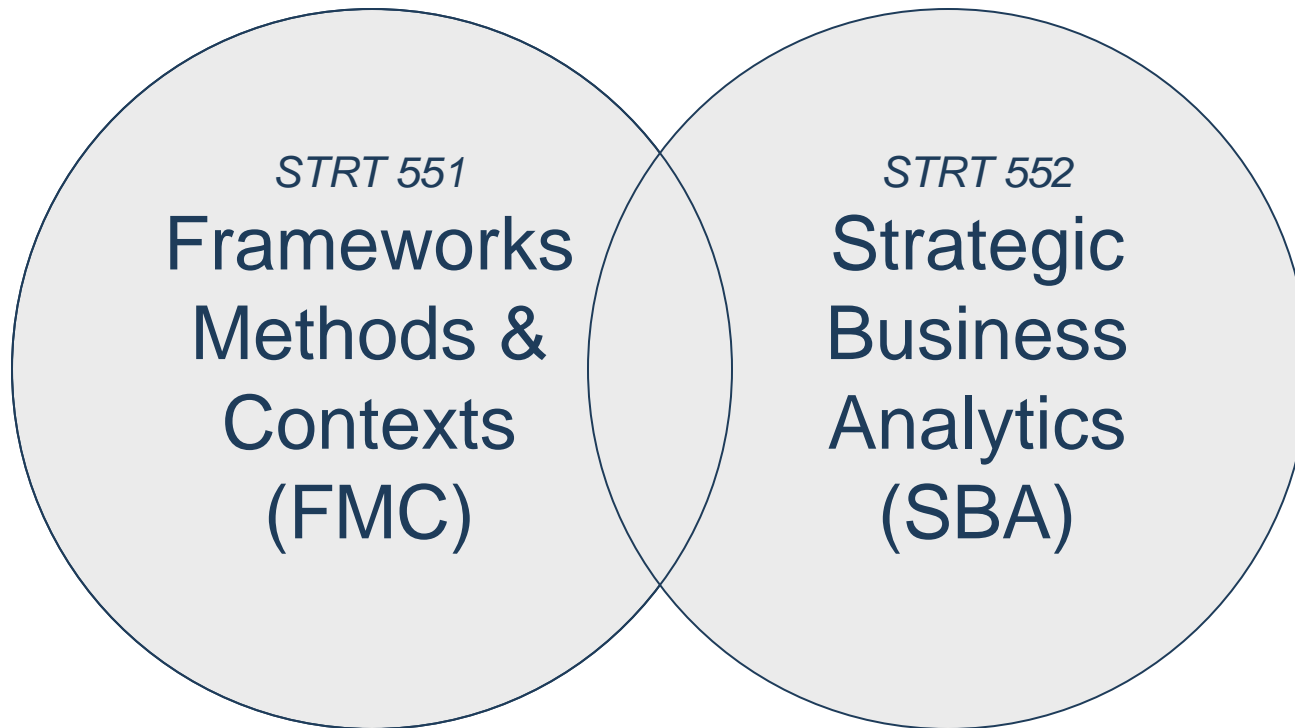 STRT 551
Frameworks
Methods &
Contexts
(FMC)
STRT 552
Strategic
Business
Analytics
(SBA)